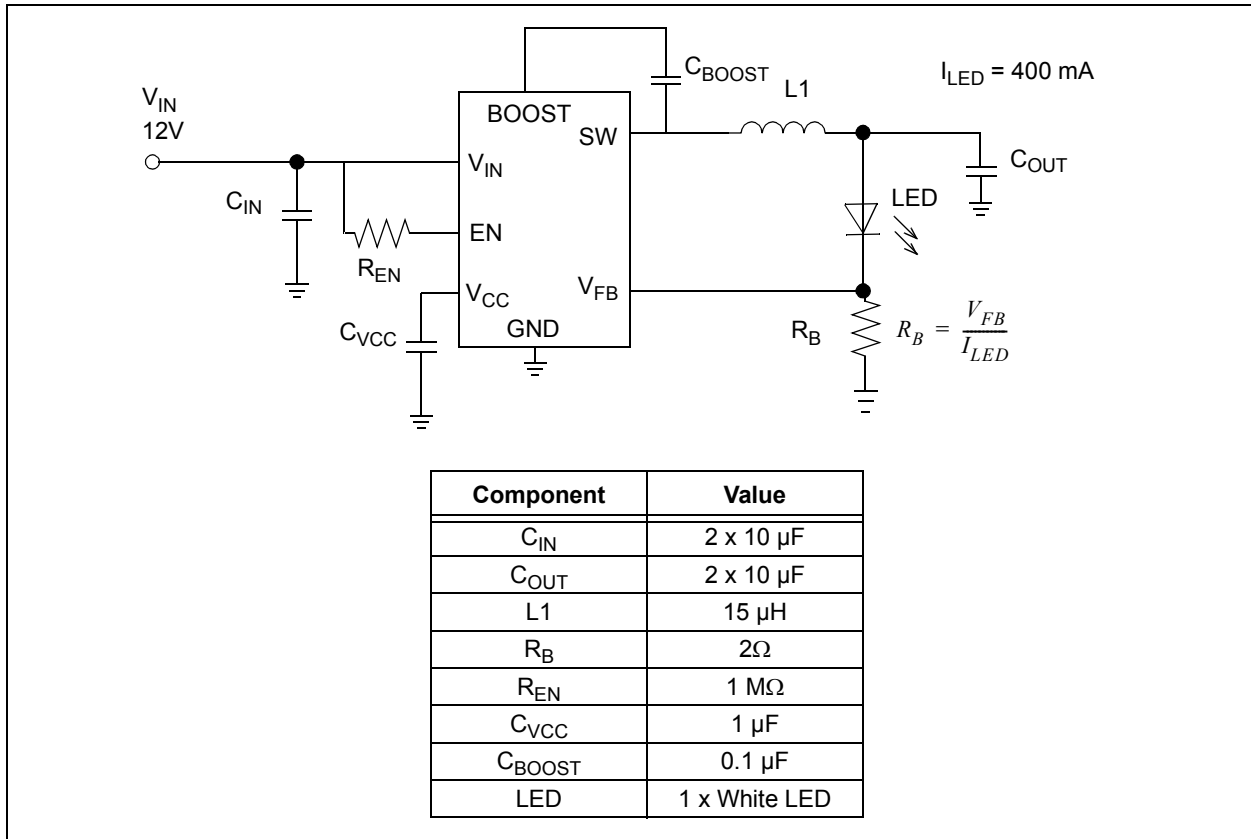 C_BOOST
I_LED = 400 mA
L1
V_IN
12V
BOOST
SW
V_IN
C_OUT
C_IN
LED
EN
R_EN
V_CC
V_FB
GND
C_VCC
R_B
R_B = V_FB / I_LED
Component Value
C_IN 2 x 10 µF
C_OUT 2 x 10 µF
L1 15 µH
R_B 2Ω
R_EN 1 MΩ
C_VCC 1 µF
C_BOOST 0.1 µF
LED 1 x White LED